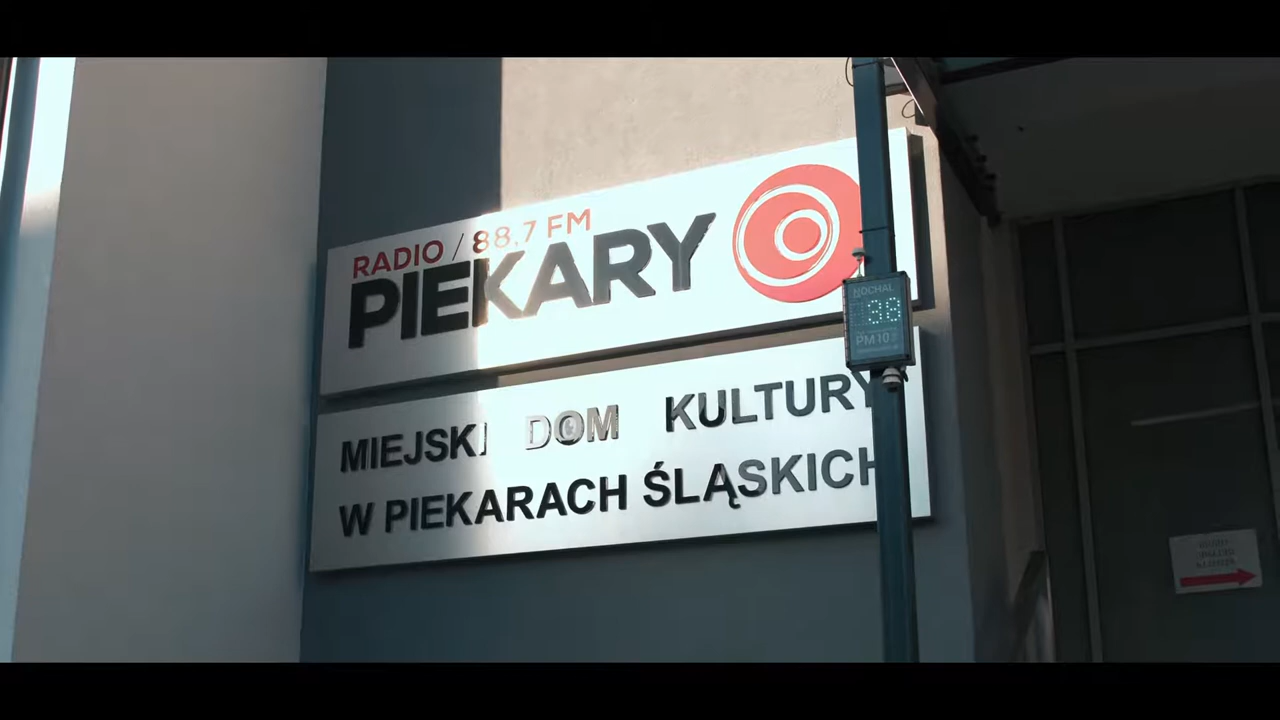 RADIO / 88,7 FM
PIEKARY
MIEJSKI DOM KULTURY
W PIEKARACH ŚLĄSKICH
NOCHAL
38
PM10